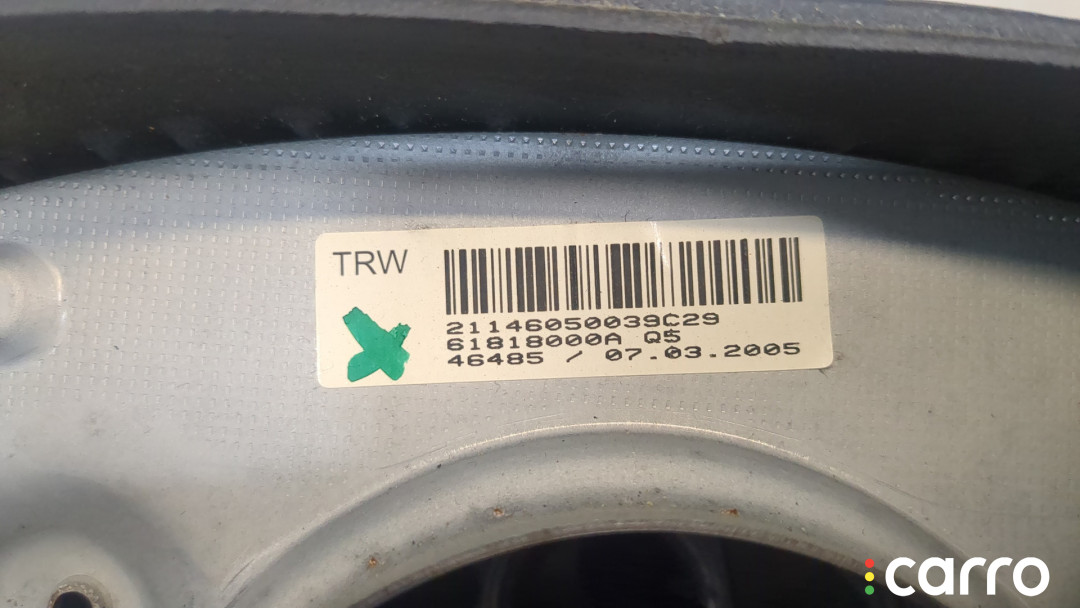 TRW
21146050039C29
61818000A Q5
46485 / 07.03.2005
carro